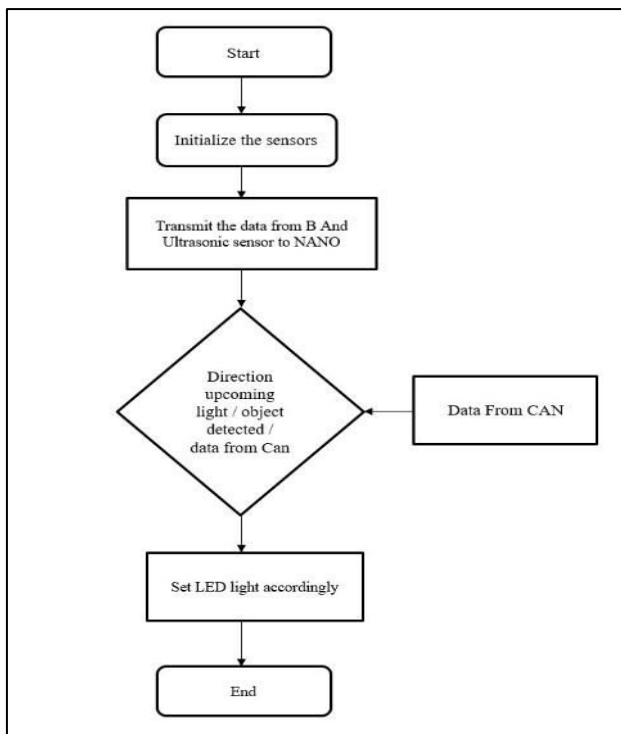 Start
Initialize the sensors
Transmit the data from B And
Ultrasonic sensor to NANO
Direction
upcoming
light / object
detected /
data from Can
Data From CAN
Set LED light accordingly
End